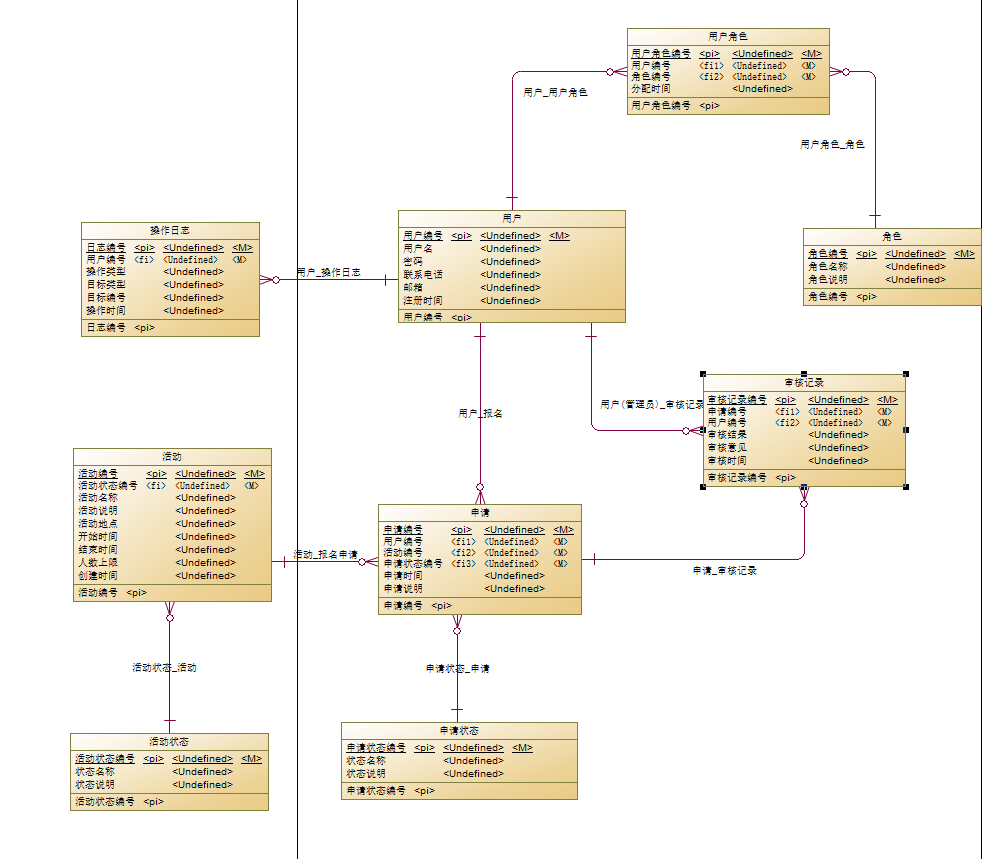 用户角色
用户角色编号 <pi> <Undefined> <M>
用户编号 <fi1> <Undefined> <M>
角色编号 <fi2> <Undefined> <M>
分配时间 <Undefined>
用户角色编号 <pi>
用户_用户角色
用户角色_角色
操作日志
日志编号 <pi> <Undefined> <M>
用户编号 <fi> <Undefined> <M>
操作类型 <Undefined>
目标类型 <Undefined>
目标编号 <Undefined>
操作时间 <Undefined>
日志编号 <pi>
用户_操作日志
用户
用户编号 <pi> <Undefined> <M>
用户名 <Undefined>
密码 <Undefined>
联系电话 <Undefined>
邮箱 <Undefined>
注册时间 <Undefined>
用户编号 <pi>
角色
角色编号 <pi> <Undefined> <M>
角色名称 <Undefined>
角色说明 <Undefined>
角色编号 <pi>
用户_报名
用户(管理员)_审核记录
审核记录
审核记录编号 <pi> <Undefined> <M>
申请编号 <fi1> <Undefined> <M>
用户编号 <fi2> <Undefined> <M>
审核结果 <Undefined>
审核意见 <Undefined>
审核时间 <Undefined>
审核记录编号 <pi>
活动
活动编号 <pi> <Undefined> <M>
活动状态编号 <fi> <Undefined> <M>
活动名称 <Undefined>
活动说明 <Undefined>
活动地点 <Undefined>
开始时间 <Undefined>
结束时间 <Undefined>
人数上限 <Undefined>
创建时间 <Undefined>
活动编号 <pi>
活动_报名申请
申请
申请编号 <pi> <Undefined> <M>
用户编号 <fi1> <Undefined> <M>
活动编号 <fi2> <Undefined> <M>
申请状态编号 <fi3> <Undefined> <M>
申请时间 <Undefined>
申请说明 <Undefined>
申请编号 <pi>
申请_审核记录
活动状态_活动
申请状态_申请
活动状态
活动状态编号 <pi> <Undefined> <M>
状态名称 <Undefined>
状态说明 <Undefined>
活动状态编号 <pi>
申请状态
申请状态编号 <pi> <Undefined> <M>
状态名称 <Undefined>
状态说明 <Undefined>
申请状态编号 <pi>